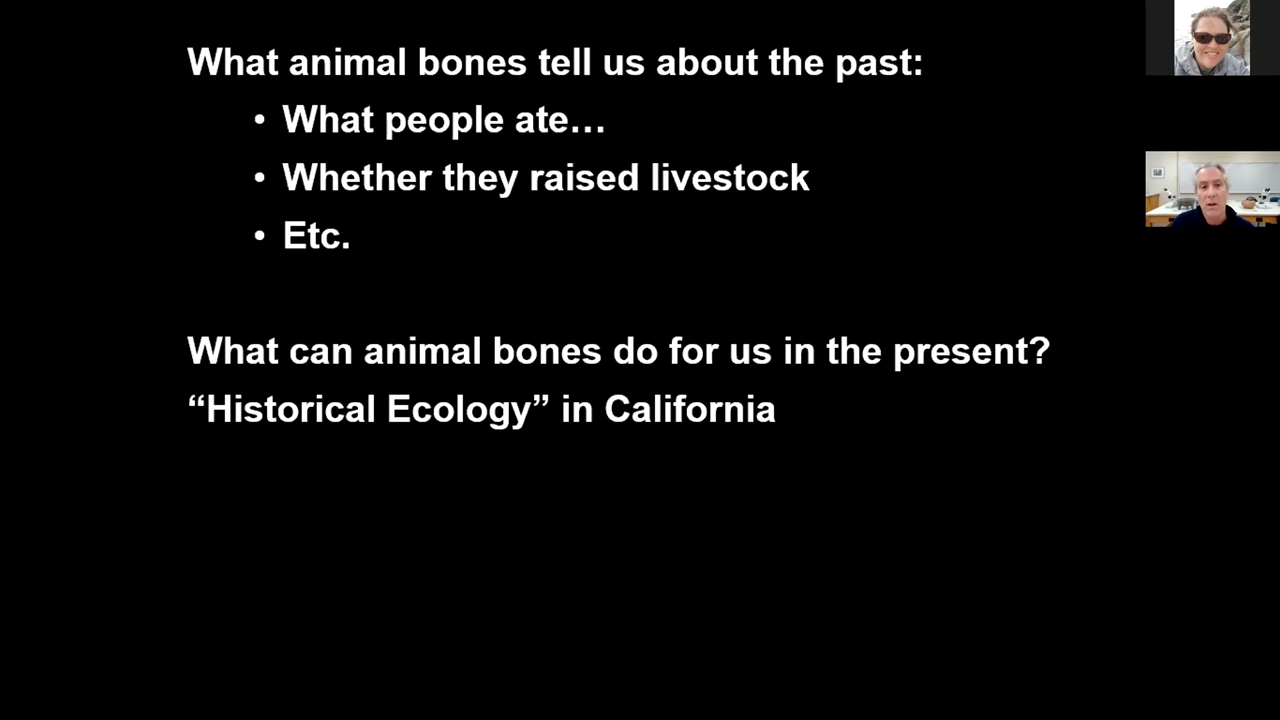 What animal bones tell us about the past:
• What people ate…
• Whether they raised livestock
• Etc.
What can animal bones do for us in the present?
“Historical Ecology” in California